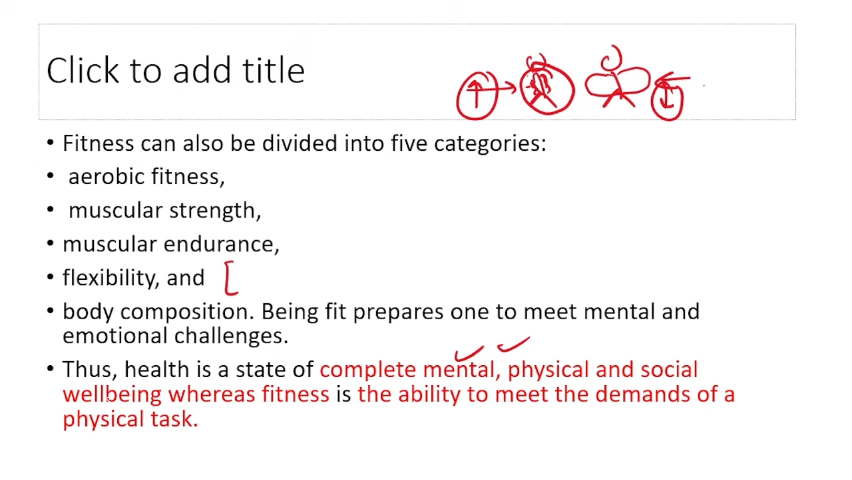 Click to add title
• Fitness can also be divided into five categories:
• aerobic fitness,
• muscular strength,
• muscular endurance,
• flexibility, and
• body composition. Being fit prepares one to meet mental and
emotional challenges.
• Thus, health is a state of complete mental, physical and social
wellbeing whereas fitness is the ability to meet the demands of a
physical task.